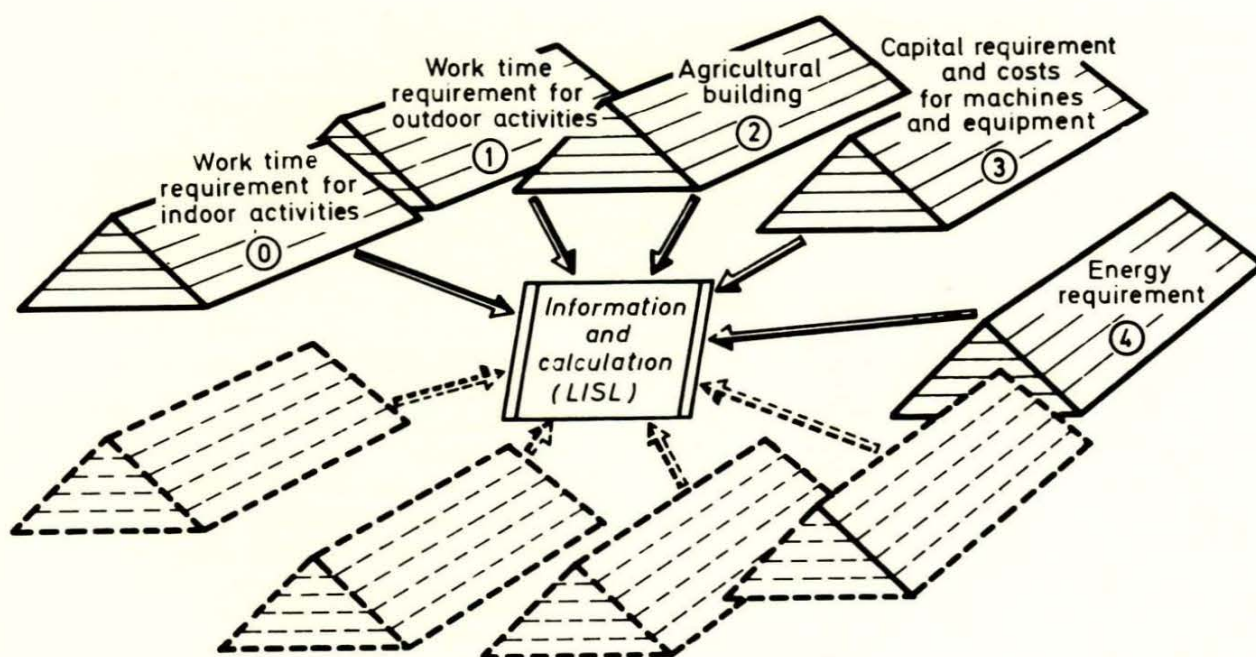 Work time
requirement for
indoor activities
0
Work time
requirement for
outdoor activities
1
Agricultural
building
2
Capital requirement
and costs
for machines
and equipment
3
Energy
requirement
4
Information
and
calculation
(LISL)